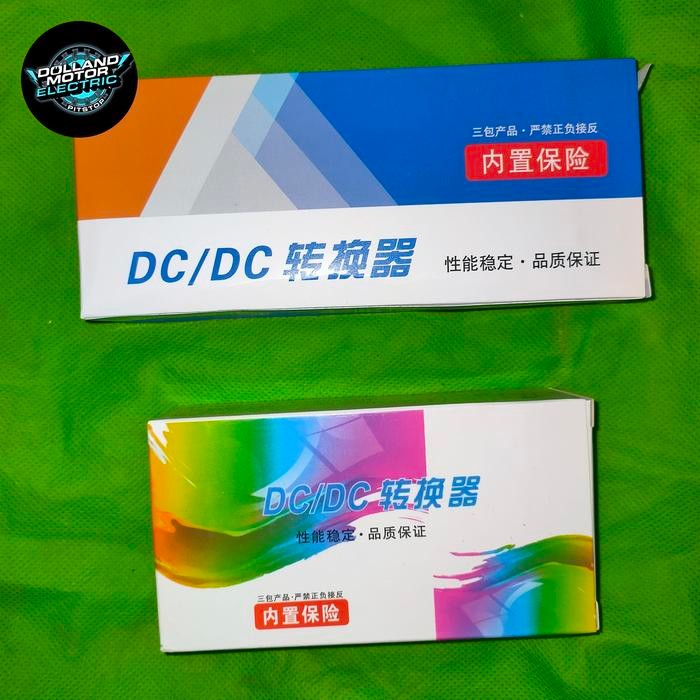 DOLLAND
MOTOR
ELECTRIC
PITSTOP
三包产品·严禁正负接反
内置保险
DC/DC 转换器
性能稳定·品质保证
DC/DC 转换器
性能稳定·品质保证
三包产品·严禁正负接反
内置保险